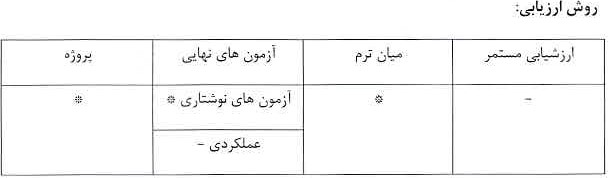 روش ارزیابی:
ارزشیابی مستمر	میان ترم	آزمون های نهایی	پروژه
-	*	آزمون های نوشتاری *	*
عملکردی -